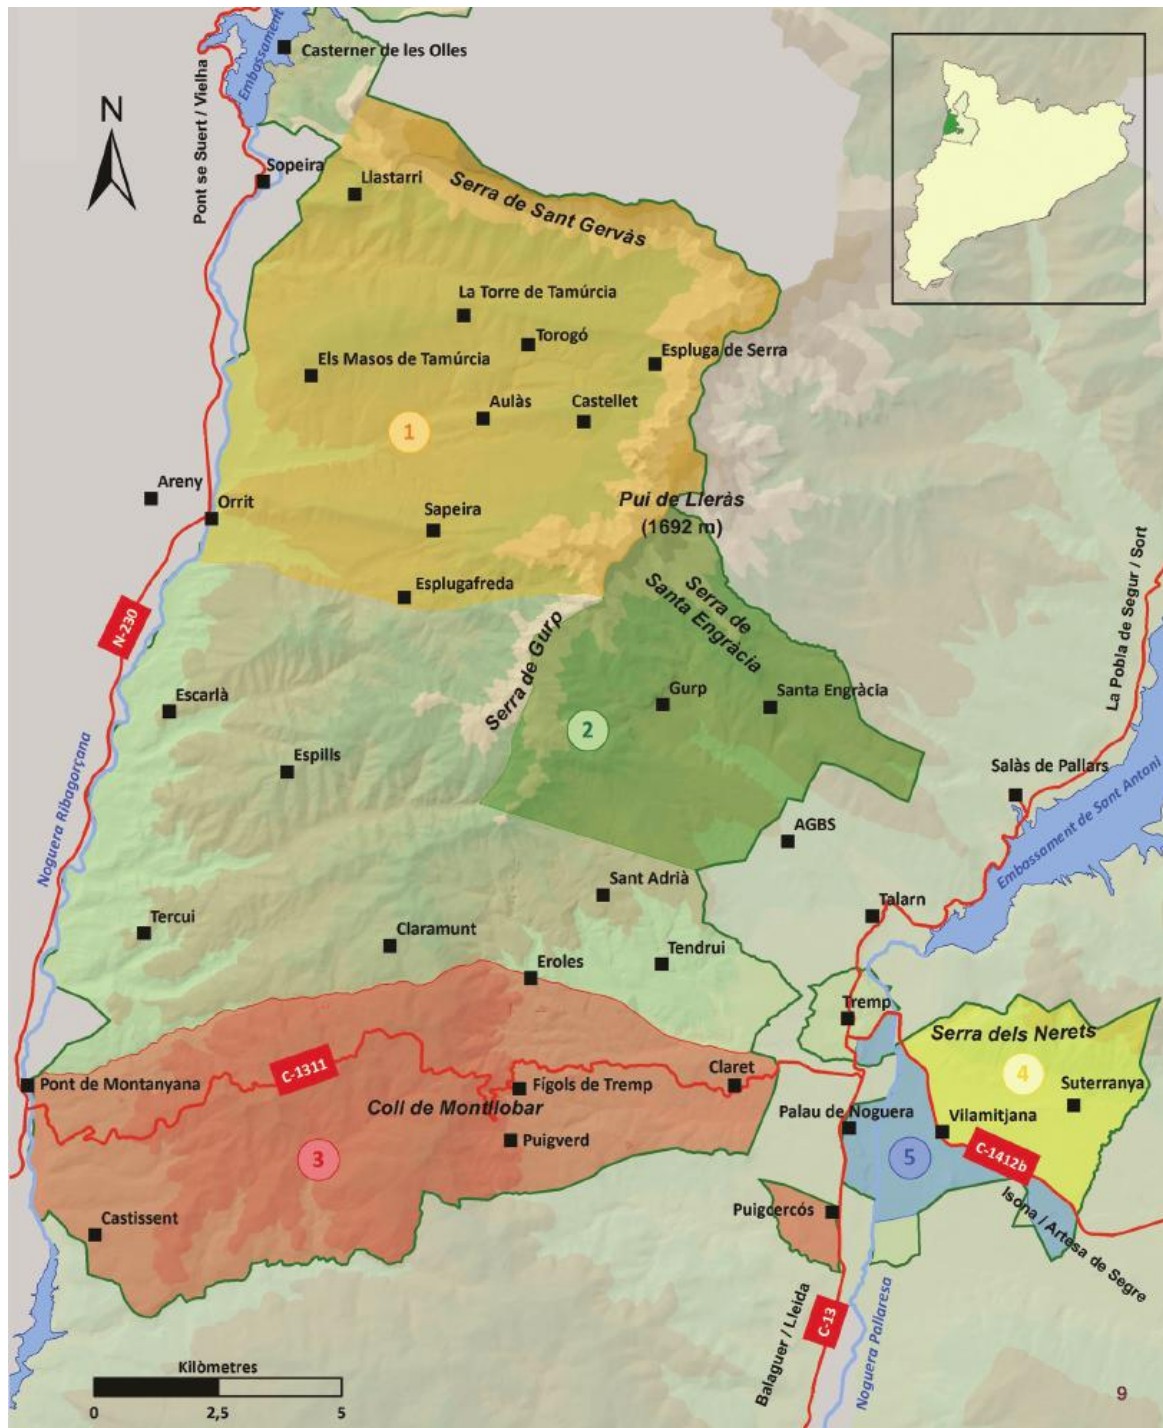 Casterner de les Olles
Embassament
Pont se Suert / Vielha
N
Sopeira
Llastarri
Serra de Sant Gervàs
La Torre de Tamúrcia
Torogó
Espluga de Serra
Els Masos de Tamúrcia
Aulàs
Castellet
1
Areny
Orrit
Sapeira
Pui de Lleràs
(1692 m)
Esplugafreda
Serra de
Santa Engràcia
Serra de Gurp
N-230
La Pobla de Segur / Sort
Escarlà
Gurp
Santa Engràcia
2
Espills
Salàs de Pallars
Noguera Ribagorçana
Embassament de Sant Antoni
AGBS
Sant Adrià
Talarn
Tercui
Claramunt
Eroles
Tendrui
Tremp
Serra dels Nerets
4
C-1311
Pont de Montanyana
Fígols de Tremp
Claret
Suterranya
Coll de Montllobar
Palau de Noguera
Vilamitjana
Puigverd
3
5
C-1412b
Castissent
Puigcercós
Isona / Artesa de Segre
Balaguer / Lleida
C-13
Noguera Pallaresa
Kilòmetres
0 2,5 5
9